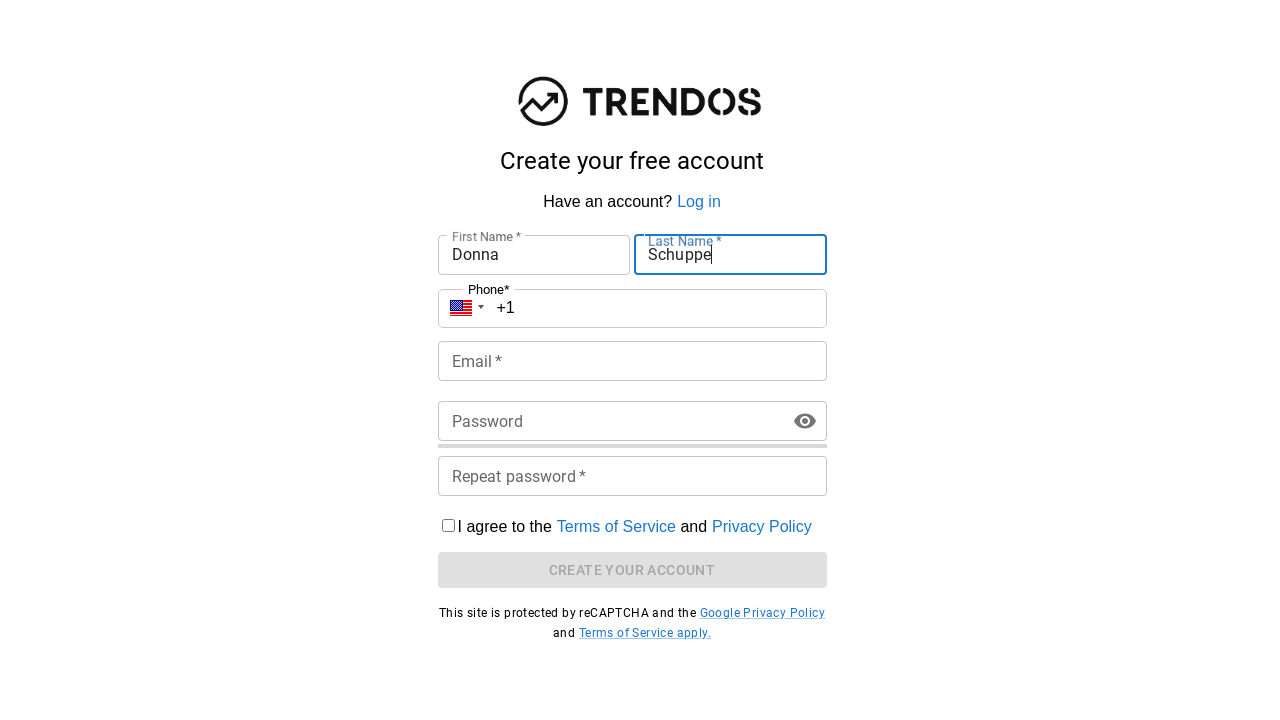 TRENDOS
Create your free account
Have an account? Log in
First Name *
Last Name *
Donna
Schuppe
Phone*
+1
Email *
Password
Repeat password *
I agree to the Terms of Service and Privacy Policy
CREATE YOUR ACCOUNT
This site is protected by reCAPTCHA and the Google Privacy Policy
and Terms of Service apply.